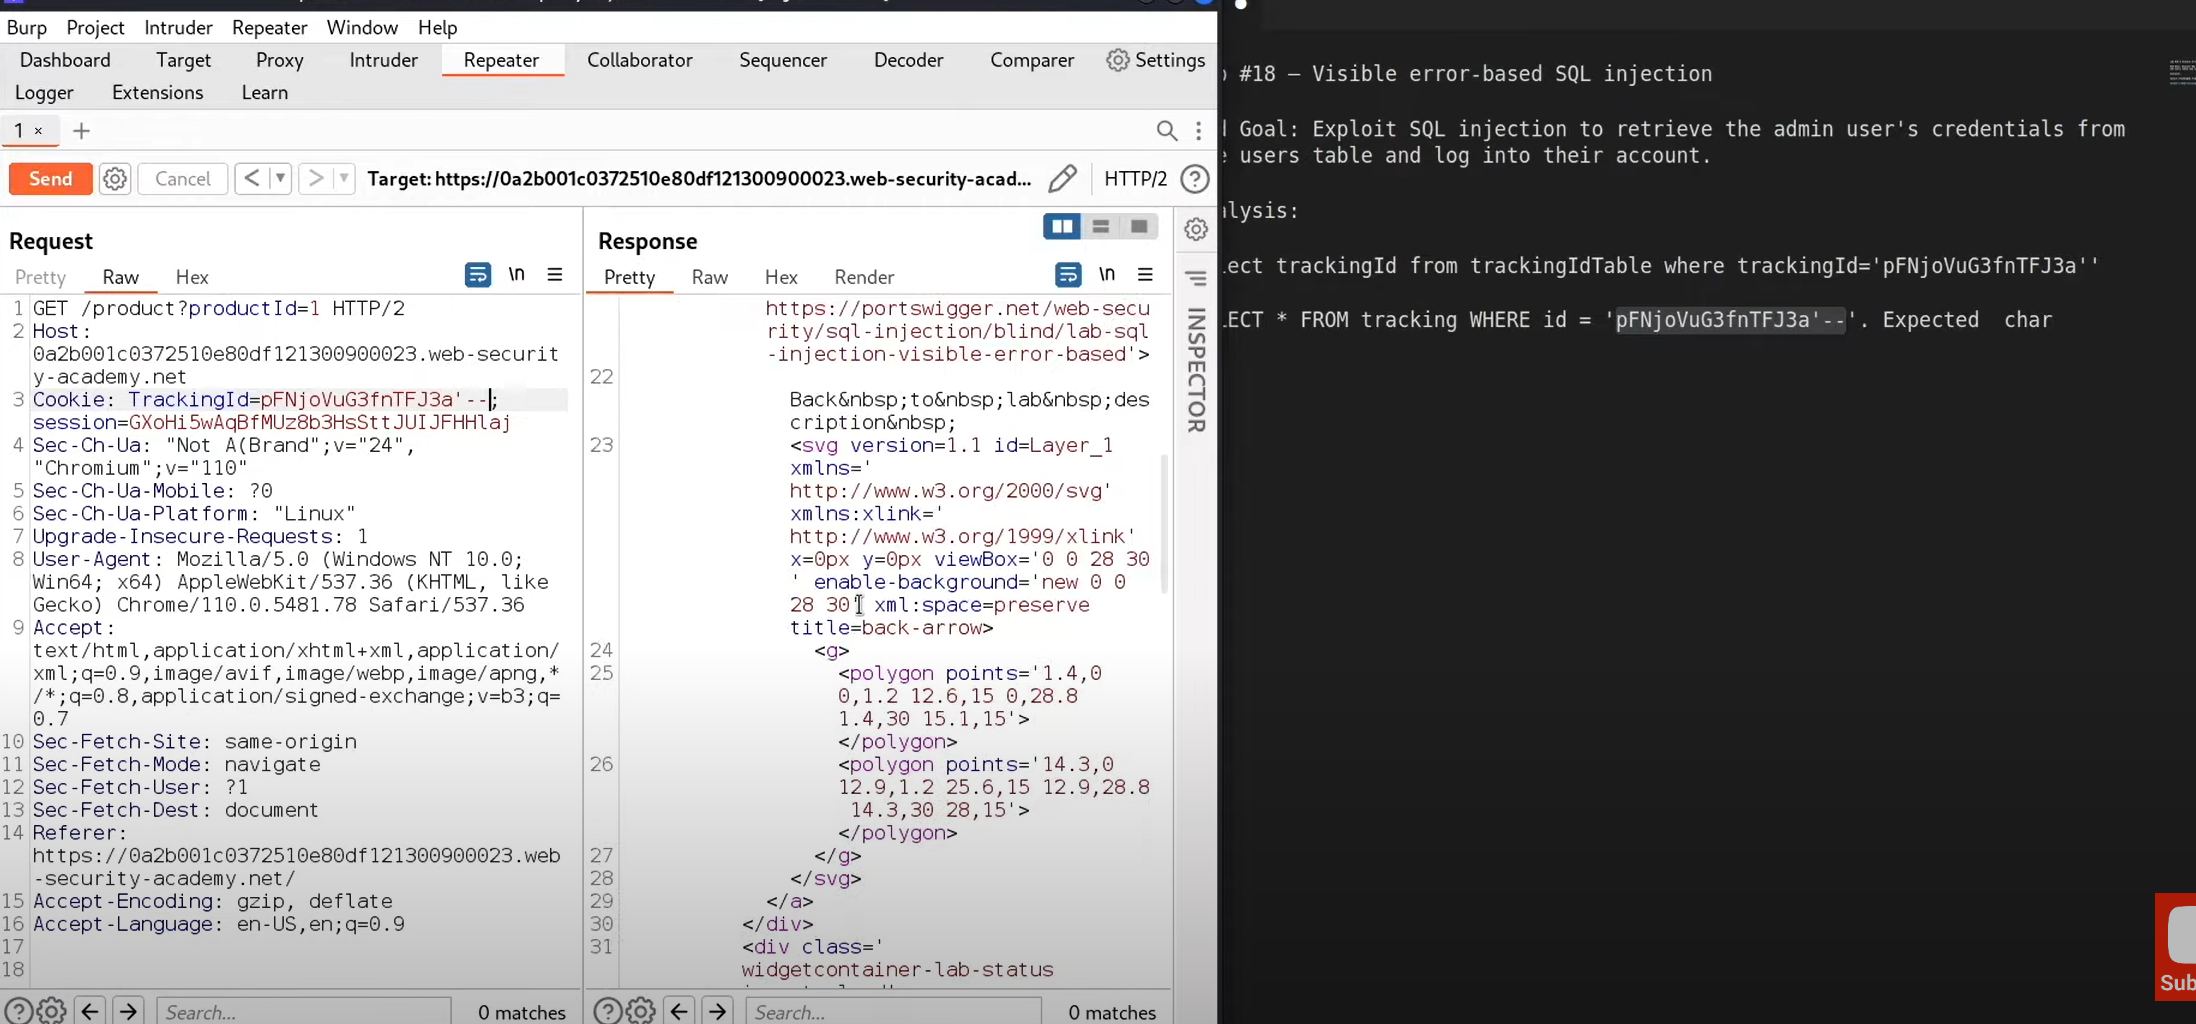 Burp Project Intruder Repeater Window Help
Dashboard Target Proxy Intruder Repeater Collaborator Sequencer Decoder Comparer Settings
Logger Extensions Learn
1 × +
Send Cancel < ▾ > ▾ Target: https://0a2b001c0372510e80df121300900023.web-security-acad... HTTP/2 ?
Request
Pretty Raw Hex \n
1 GET /product?productId=1 HTTP/2
2 Host:
0a2b001c0372510e80df121300900023.web-securit
y-academy.net
3 Cookie: TrackingId=pFNjoVuG3fnTFJ3a'--;
session=GXoHi5wAqBfMUz8b3HsSttJUIJFHHlaj
4 Sec-Ch-Ua: "Not A(Brand";v="24",
"Chromium";v="110"
5 Sec-Ch-Ua-Mobile: ?0
6 Sec-Ch-Ua-Platform: "Linux"
7 Upgrade-Insecure-Requests: 1
8 User-Agent: Mozilla/5.0 (Windows NT 10.0;
Win64; x64) AppleWebKit/537.36 (KHTML, like
Gecko) Chrome/110.0.5481.78 Safari/537.36
9 Accept:
text/html,application/xhtml+xml,application/
xml;q=0.9,image/avif,image/webp,image/apng,*
/*;q=0.8,application/signed-exchange;v=b3;q=
0.7
10 Sec-Fetch-Site: same-origin
11 Sec-Fetch-Mode: navigate
12 Sec-Fetch-User: ?1
13 Sec-Fetch-Dest: document
14 Referer:
https://0a2b001c0372510e80df121300900023.web
-security-academy.net/
15 Accept-Encoding: gzip, deflate
16 Accept-Language: en-US,en;q=0.9
17
18
? Search... 0 matches
Response
Pretty Raw Hex Render \n
https://portswigger.net/web-secu
rity/sql-injection/blind/lab-sql
-injection-visible-error-based'>
22
Back&nbsp;to&nbsp;lab&nbsp;des
cription&nbsp;
23 <svg version=1.1 id=Layer_1
xmlns='
http://www.w3.org/2000/svg'
xmlns:xlink='
http://www.w3.org/1999/xlink'
x=0px y=0px viewBox='0 0 28 30
' enable-background='new 0 0
28 30' xml:space=preserve
title=back-arrow>
24 <g>
25 <polygon points='1.4,0
0,1.2 12.6,15 0,28.8
1.4,30 15.1,15'>
</polygon>
26 <polygon points='14.3,0
12.9,1.2 25.6,15 12.9,28.8
14.3,30 28,15'>
</polygon>
27 </g>
28 </svg>
29 </a>
30 </div>
31 <div class='
widgetcontainer-lab-status
? Search... 0 matches
INSPECTOR
#18 – Visible error-based SQL injection
Goal: Exploit SQL injection to retrieve the admin user's credentials from
users table and log into their account.
alysis:
lect trackingId from trackingIdTable where trackingId='pFNjoVuG3fnTFJ3a''
LECT * FROM tracking WHERE id = 'pFNjoVuG3fnTFJ3a'--'. Expected  char
Sub